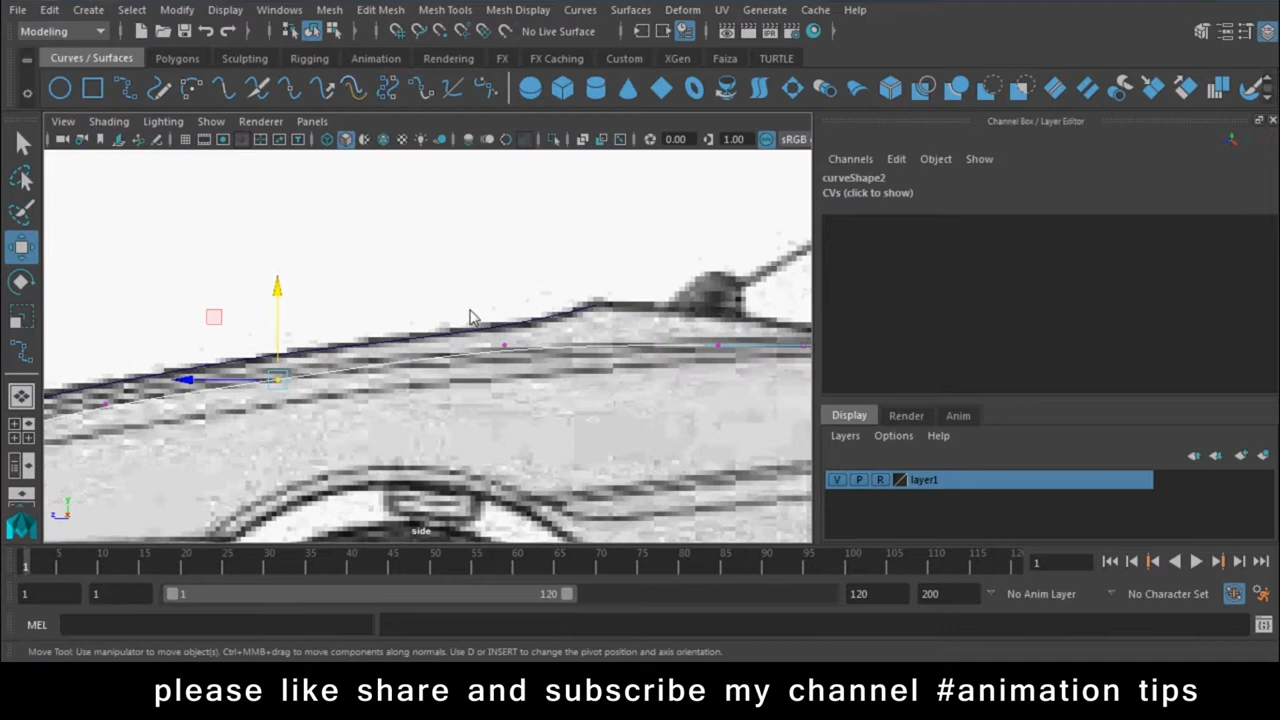 File Edit Create Select Modify Display Windows Mesh Edit Mesh Mesh Tools Mesh Display Curves Surfaces Deform UV Generate Cache Help
Modeling No Live Surface
Curves / Surfaces Polygons Sculpting Rigging Animation Rendering FX FX Caching Custom XGen Faiza TURTLE
View Shading Lighting Show Renderer Panels
Channel Box / Layer Editor
0.00 1.00 sRGB
Channels Edit Object Show
curveShape2
CVs (click to show)
Display Render Anim
Layers Options Help
V P R layer1
y
z
side
5 10 15 20 25 30 35 40 45 50 55 60 65 70 75 80 85 90 95 100 105 110 115 12
1 1
1 1 1 120 120 200 No Anim Layer No Character Set
MEL
Move Tool: Use manipulator to move object(s). Ctrl+MMB+drag to move components along normals. Use D or INSERT to change the pivot position and axis orientation.
please like share and subscribe my channel #animation tips